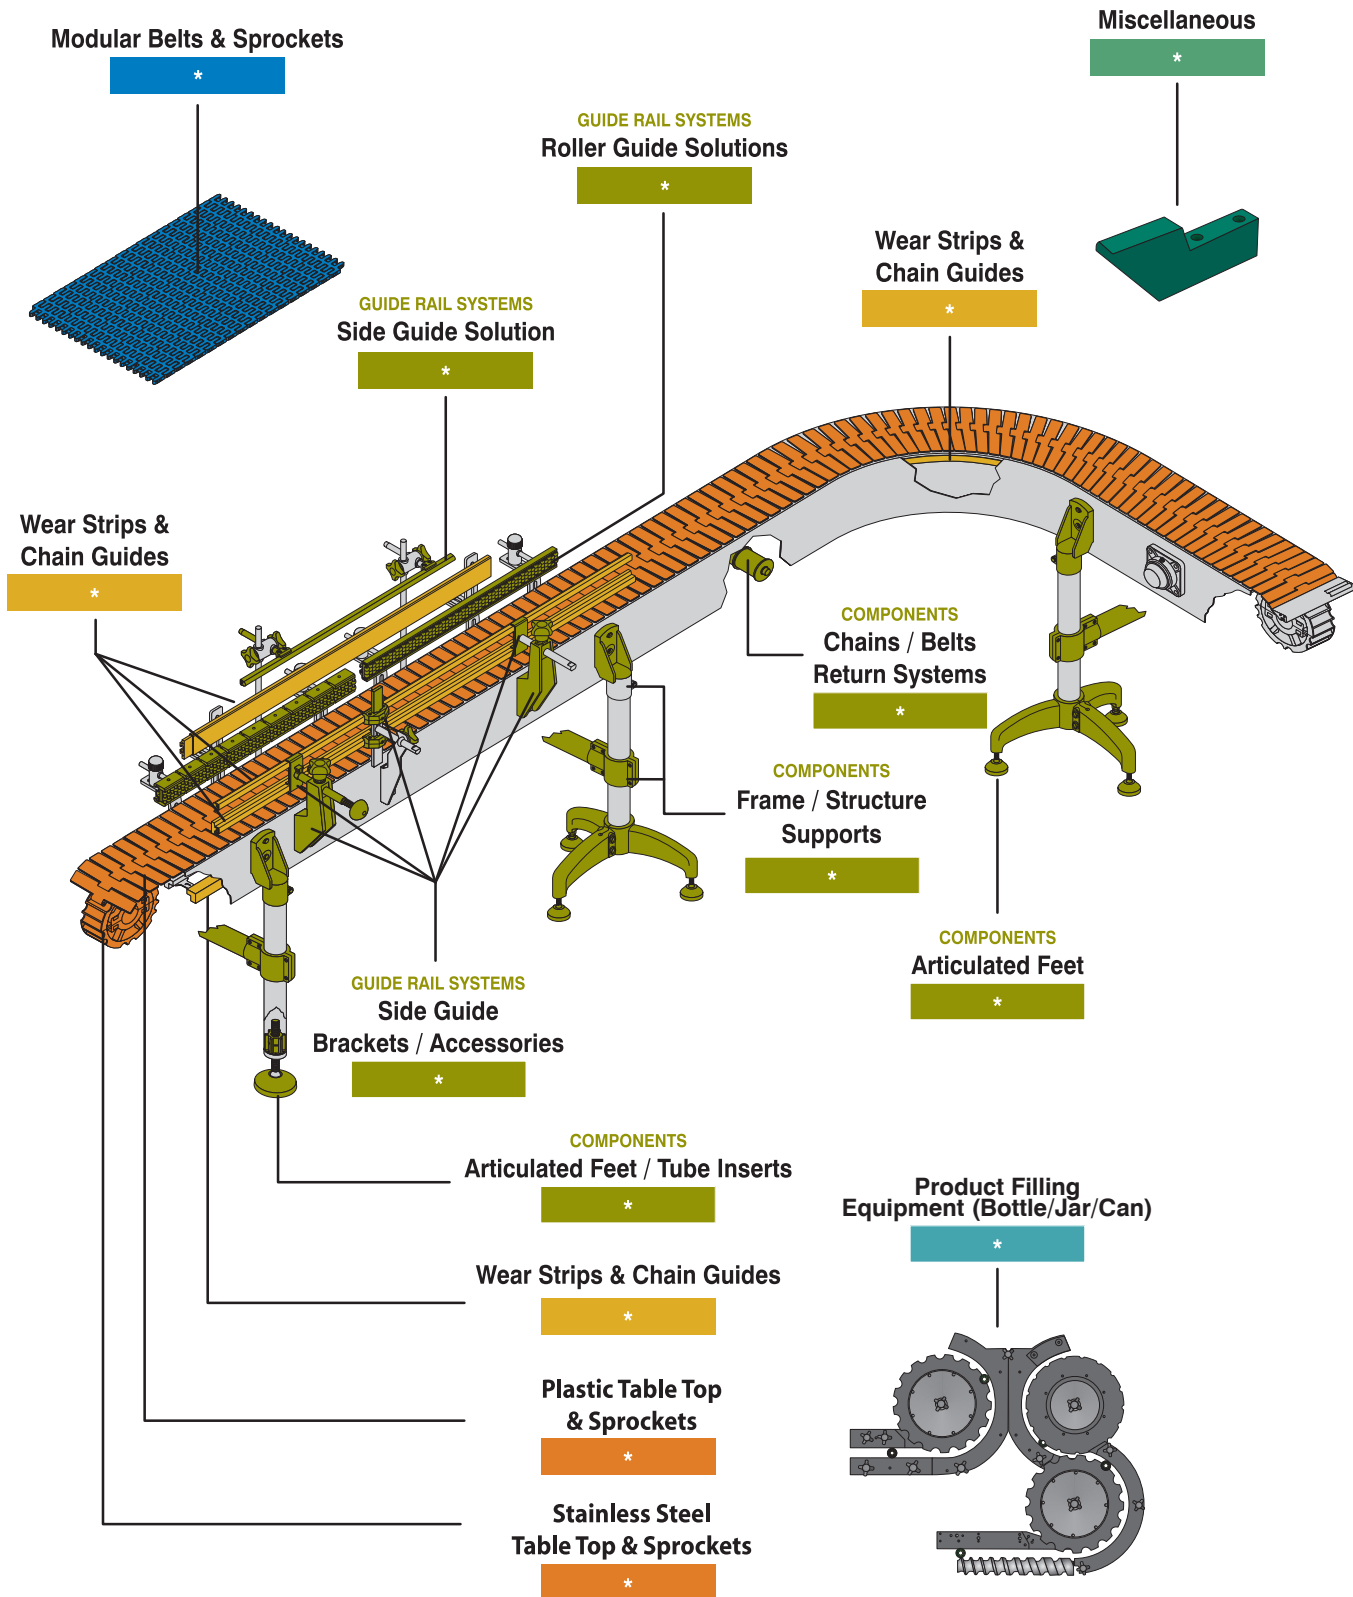 Modular Belts & Sprockets
*
Miscellaneous
*
GUIDE RAIL SYSTEMS
Roller Guide Solutions
*
Wear Strips &
Chain Guides
*
GUIDE RAIL SYSTEMS
Side Guide Solution
*
Wear Strips &
Chain Guides
*
COMPONENTS
Chains / Belts
Return Systems
*
COMPONENTS
Frame / Structure
Supports
*
COMPONENTS
Articulated Feet
*
GUIDE RAIL SYSTEMS
Side Guide
Brackets / Accessories
*
COMPONENTS
Articulated Feet / Tube Inserts
*
Product Filling
Equipment (Bottle/Jar/Can)
*
Wear Strips & Chain Guides
*
Plastic Table Top
& Sprockets
*
Stainless Steel
Table Top & Sprockets
*